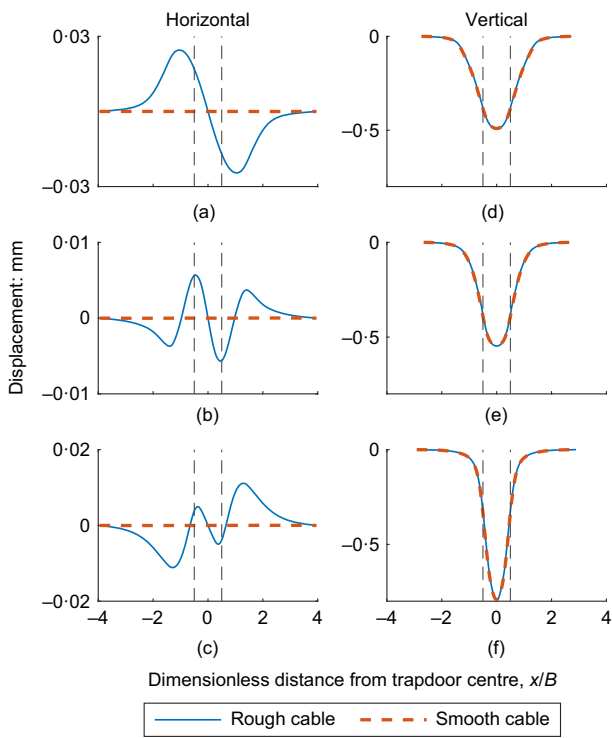 Horizontal
Vertical
0·03
0
−0·03
(a)
0
−0·5
(d)
0·01
0
−0·01
(b)
0
−0·5
(e)
0·02
0
−0·02
−4
−2
0
2
4
(c)
0
−0·5
−4
−2
0
2
4
(f)
Displacement: mm
Dimensionless distance from trapdoor centre, x/B
Rough cable
Smooth cable